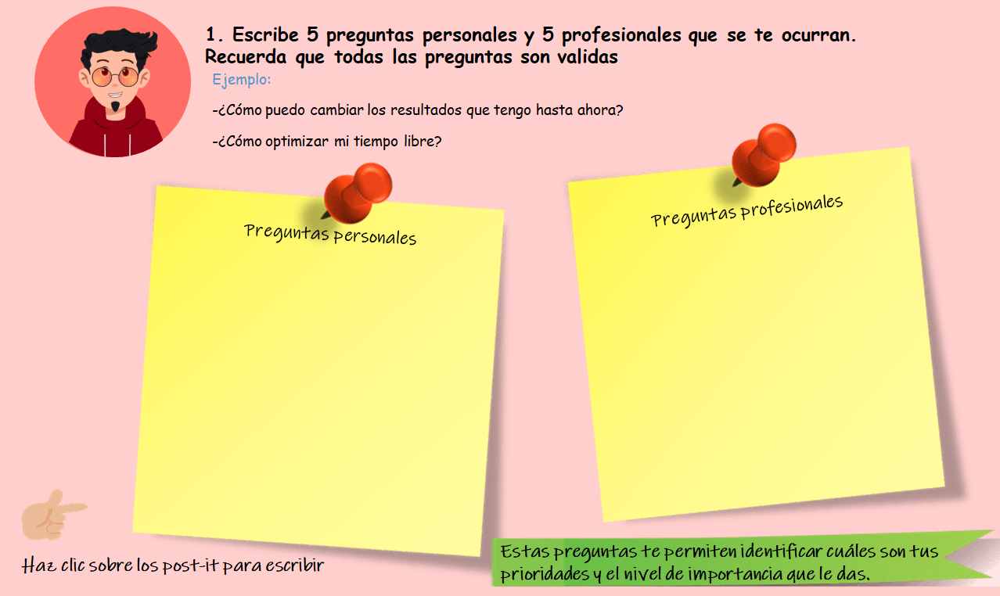 1. Escribe 5 preguntas personales y 5 profesionales que se te ocurran.
Recuerda que todas las preguntas son validas
Ejemplo:
-¿Cómo puedo cambiar los resultados que tengo hasta ahora?
-¿Cómo optimizar mi tiempo libre?
Preguntas personales
Preguntas profesionales
Haz clic sobre los post-it para escribir
Estas preguntas te permiten identificar cuáles son tus
prioridades y el nivel de importancia que le das.